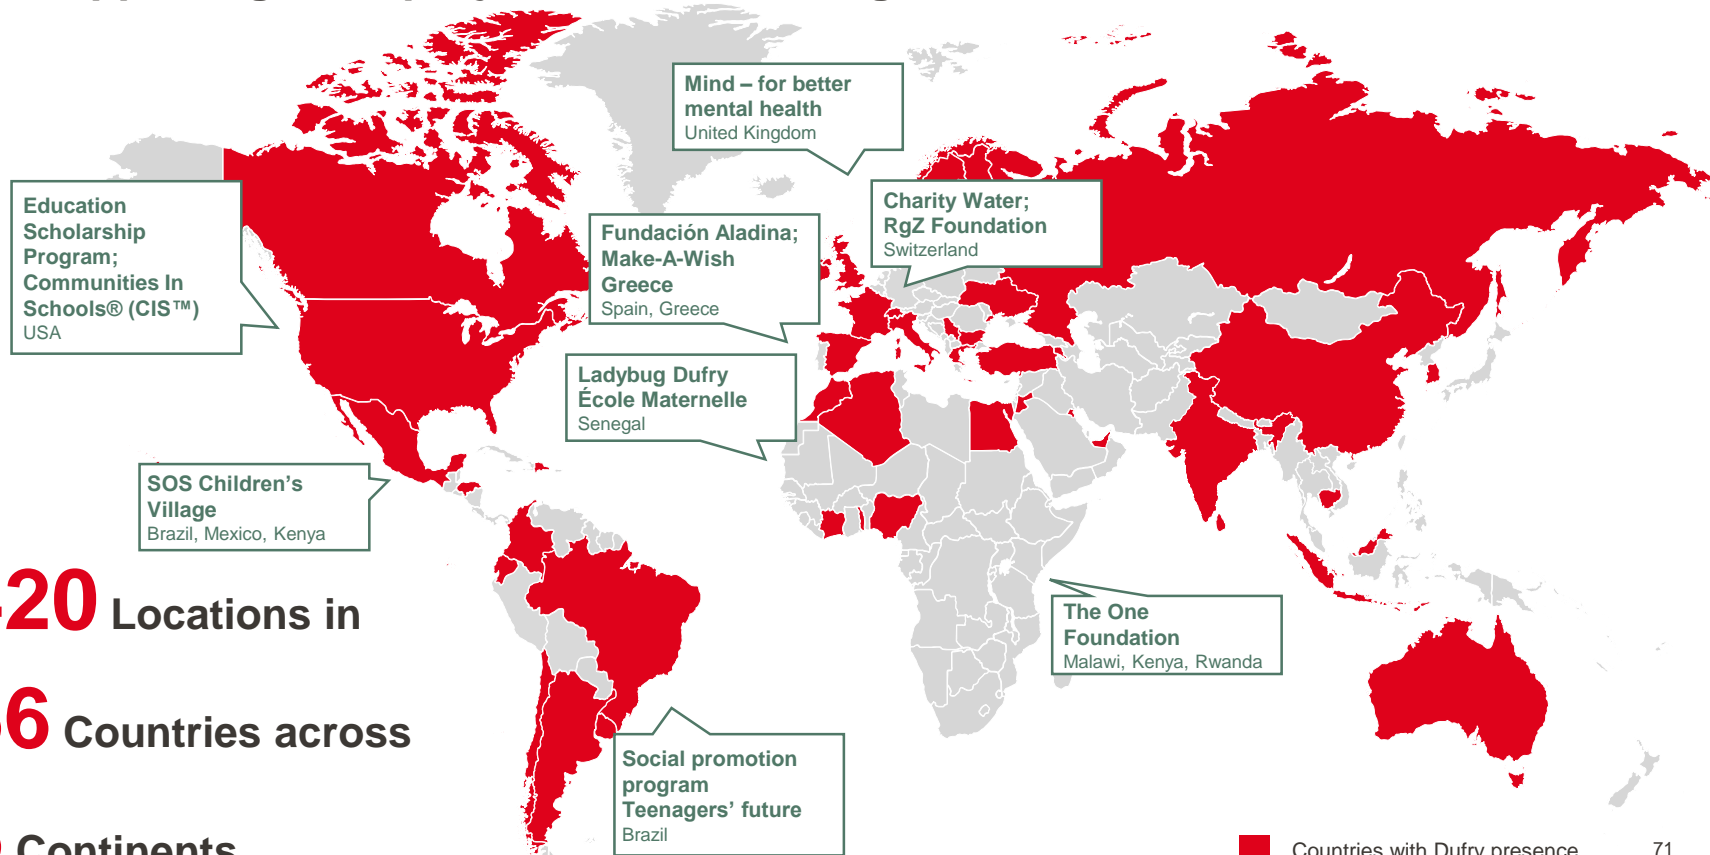 Mind – for better
mental health
United Kingdom
Education
Scholarship
Program;
Communities In
Schools® (CIS™)
USA
Charity Water;
RgZ Foundation
Switzerland
Fundación Aladina;
Make-A-Wish
Greece
Spain, Greece
Ladybug Dufry
École Maternelle
Senegal
SOS Children's
Village
Brazil, Mexico, Kenya
20 Locations in
The One
Foundation
Malawi, Kenya, Rwanda
6 Countries across
Social promotion
program
Teenagers' future
Brazil
Continents
Countries with Dufry presence
71